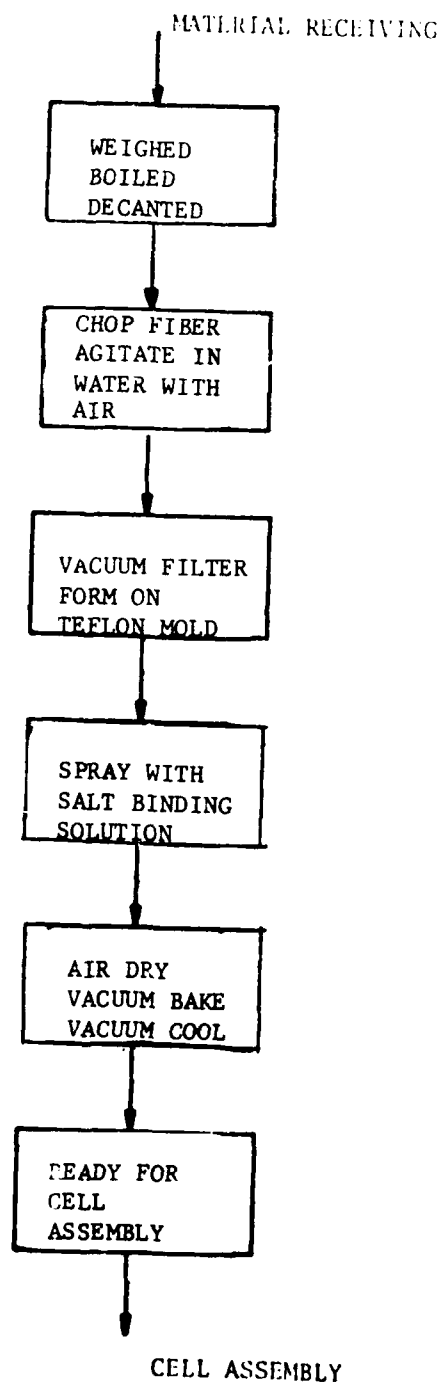 MATERIAL RECEIVING
WEIGHED
BOILED
DECANTED
CHOP FIBER
AGITATE IN
WATER WITH
AIR
VACUUM FILTER
FORM ON
TEFLON MOLD
SPRAY WITH
SALT BINDING
SOLUTION
AIR DRY
VACUUM BAKE
VACUUM COOL
READY FOR
CELL
ASSEMBLY
CELL ASSEMBLY